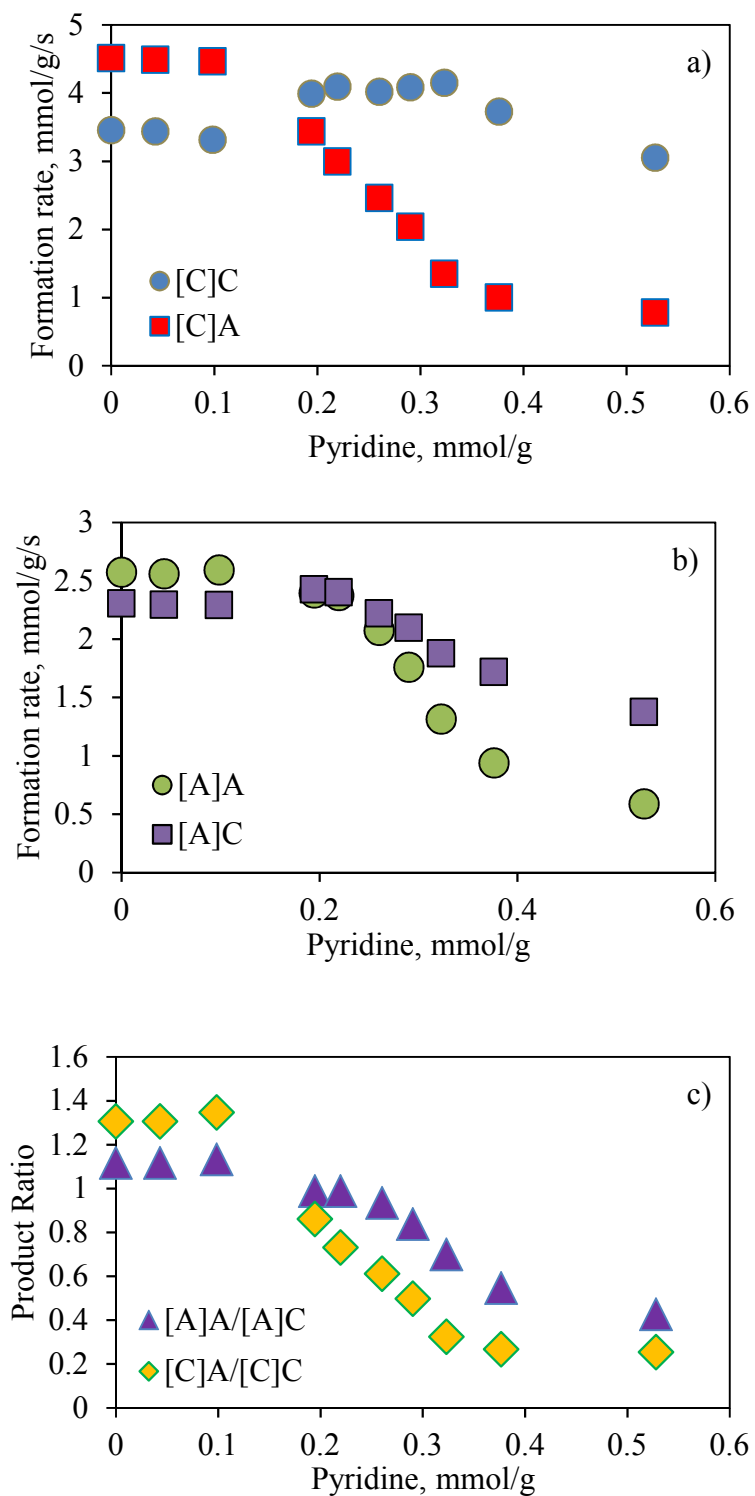 a)
Formation rate, mmol/g/s
5
4
3
2
1
0
[C]C
[C]A
0 0.1 0.2 0.3 0.4 0.5 0.6
Pyridine, mmol/g
b)
Formation rate, mmol/g/s
3
2.5
2
1.5
1
0.5
0
[A]A
[A]C
0 0.2 0.4 0.6
Pyridine, mmol/g
c)
Product Ratio
1.6
1.4
1.2
1
0.8
0.6
0.4
0.2
0
[A]A/[A]C
[C]A/[C]C
0 0.1 0.2 0.3 0.4 0.5 0.6
Pyridine, mmol/g